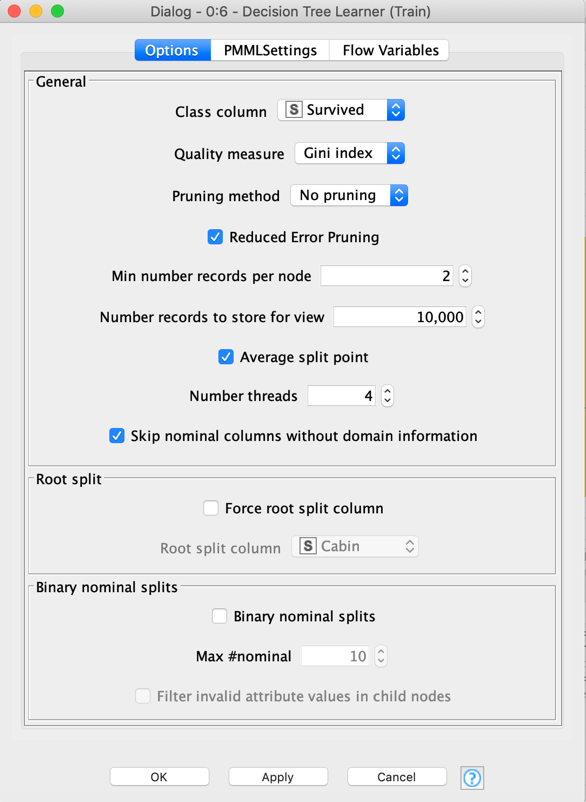 Dialog - 0:6 - Decision Tree Learner (Train)
Options PMMLSettings Flow Variables
General
Class column S Survived
Quality measure Gini index
Pruning method No pruning
Reduced Error Pruning
Min number records per node 2
Number records to store for view 10,000
Average split point
Number threads 4
Skip nominal columns without domain information
Root split
Force root split column
Root split column S Cabin
Binary nominal splits
Binary nominal splits
Max #nominal 10
Filter invalid attribute values in child nodes
OK Apply Cancel ?